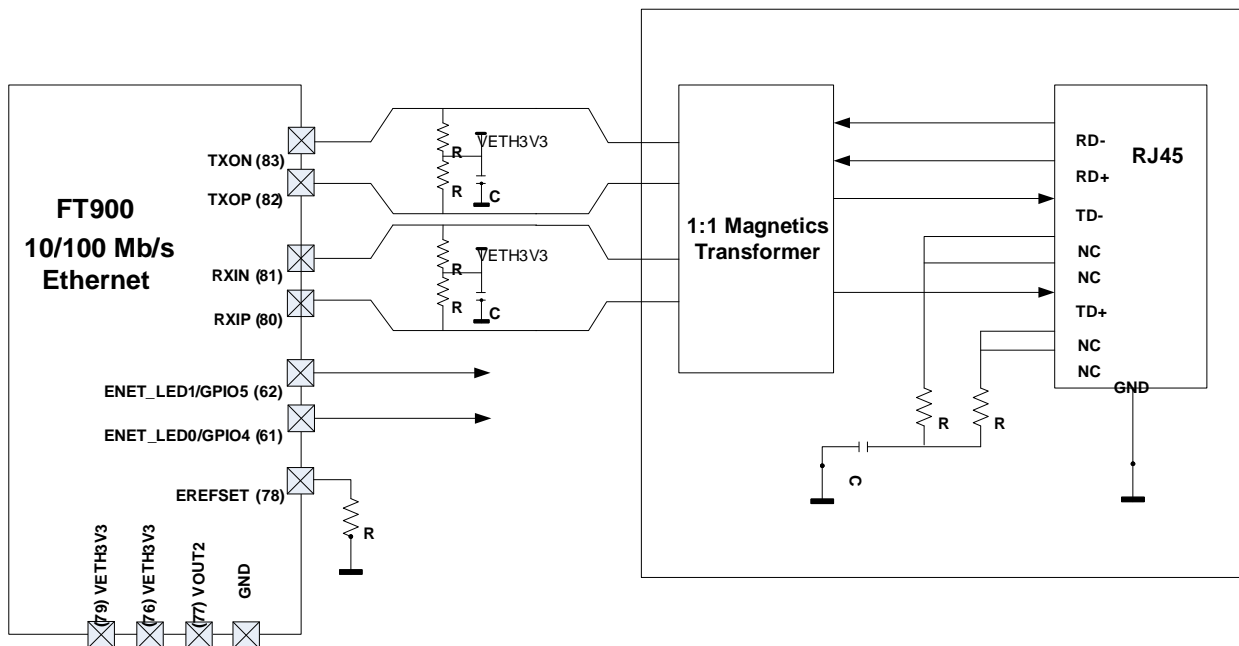 FT900
10/100 Mb/s
Ethernet
TXON (83)
TXOP (82)
RXIN (81)
RXIP (80)
ENET_LED1/GPIO5 (62)
ENET_LED0/GPIO4 (61)
EREFSET (78)
(79) VETH3V3
(76) VETH3V3
(77) VOUT2
GND
R
VETH3V3
R
R
C
VETH3V3
R
R
C
1:1 Magnetics
Transformer
RJ45
RD-
RD+
TD-
NC
NC
TD+
NC
NC
GND
R
R
C